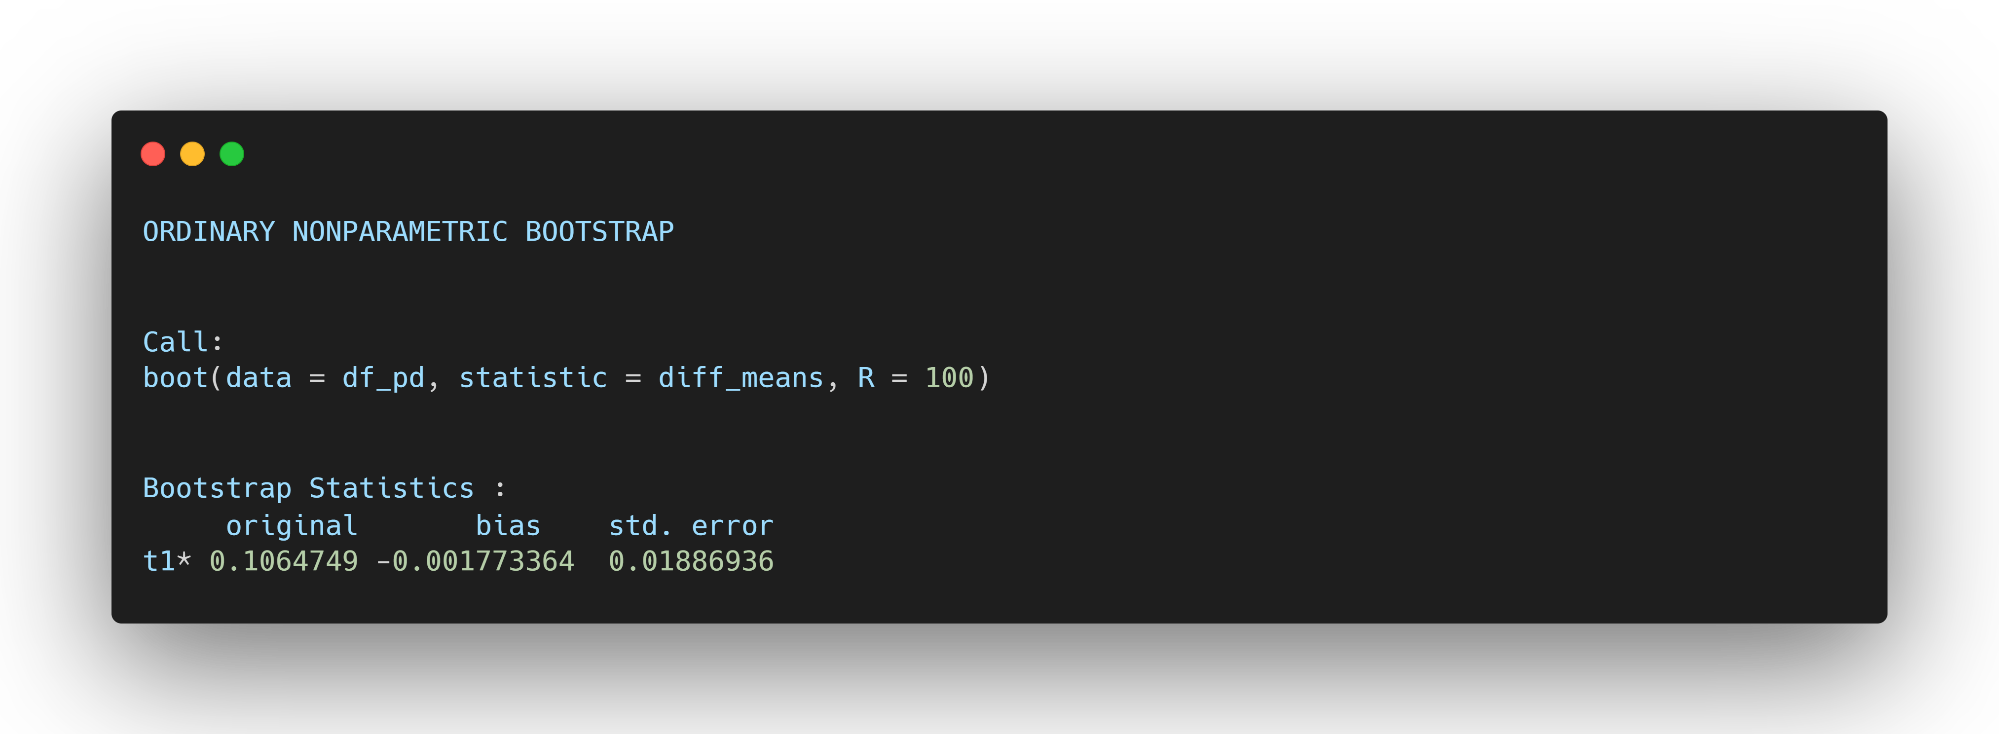 ORDINARY NONPARAMETRIC BOOTSTRAP
Call:
boot(data = df_pd, statistic = diff_means, R = 100)
Bootstrap Statistics :
     original       bias    std. error
t1* 0.1064749 -0.001773364  0.01886936